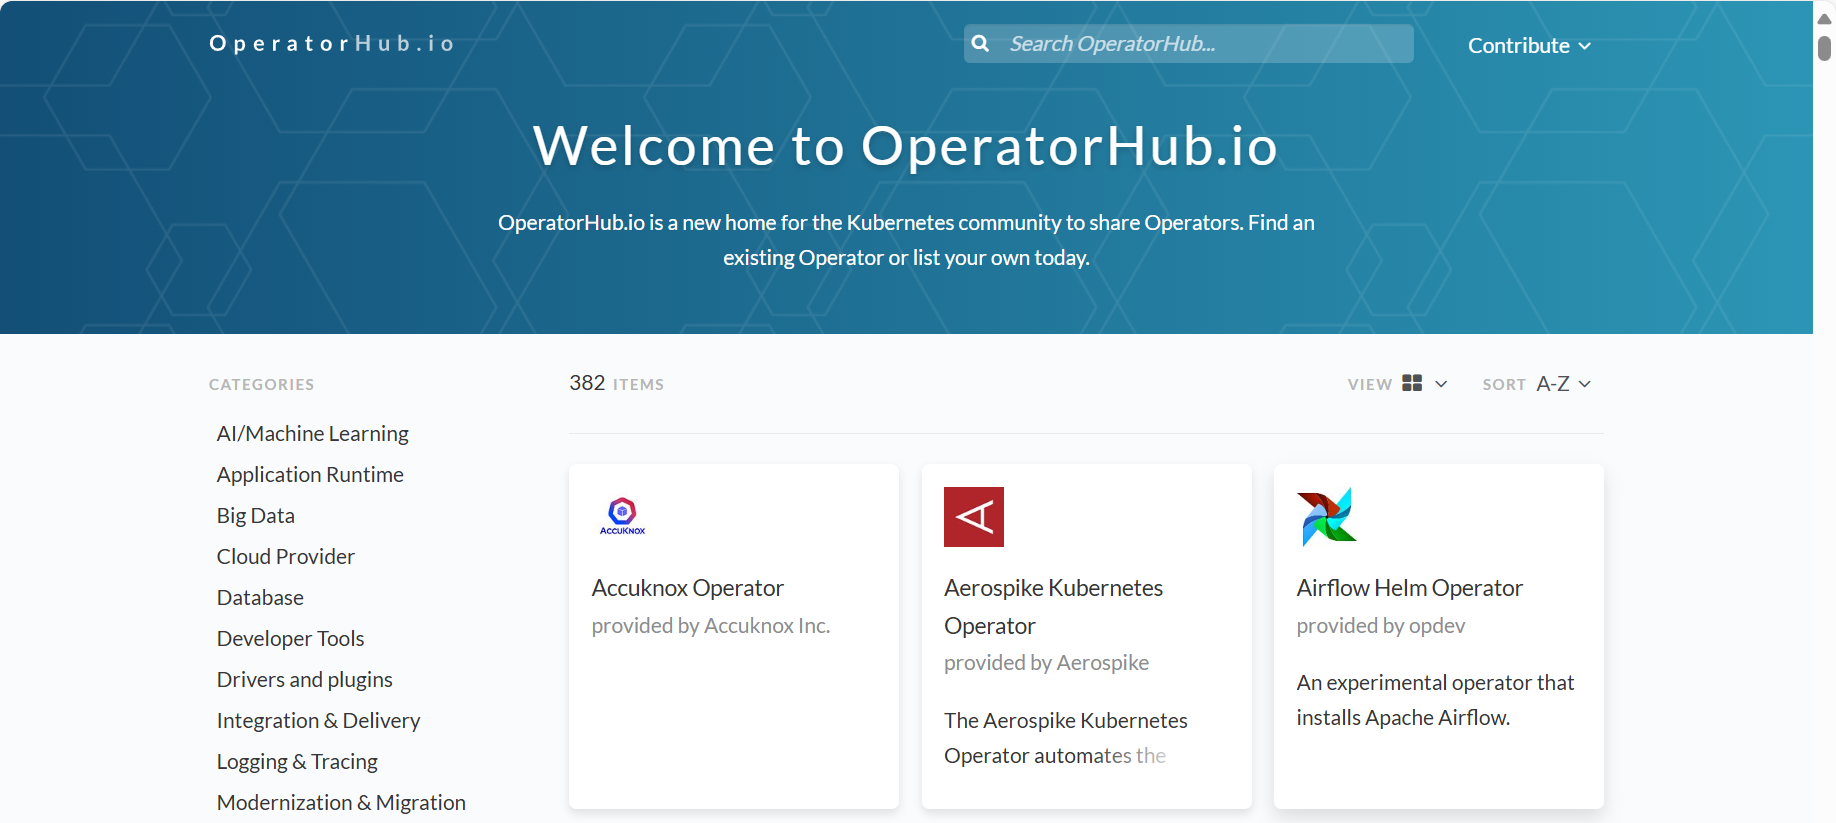 OperatorHub.io
Search OperatorHub...
Contribute
Welcome to OperatorHub.io
OperatorHub.io is a new home for the Kubernetes community to share Operators. Find an
existing Operator or list your own today.
CATEGORIES
AI/Machine Learning
Application Runtime
Big Data
Cloud Provider
Database
Developer Tools
Drivers and plugins
Integration & Delivery
Logging & Tracing
Modernization & Migration
382 ITEMS
VIEW
SORT A-Z
ACCUKNOX
Accuknox Operator
provided by Accuknox Inc.
Aerospike Kubernetes
Operator
provided by Aerospike
The Aerospike Kubernetes
Operator automates the
Airflow Helm Operator
provided by opdev
An experimental operator that
installs Apache Airflow.